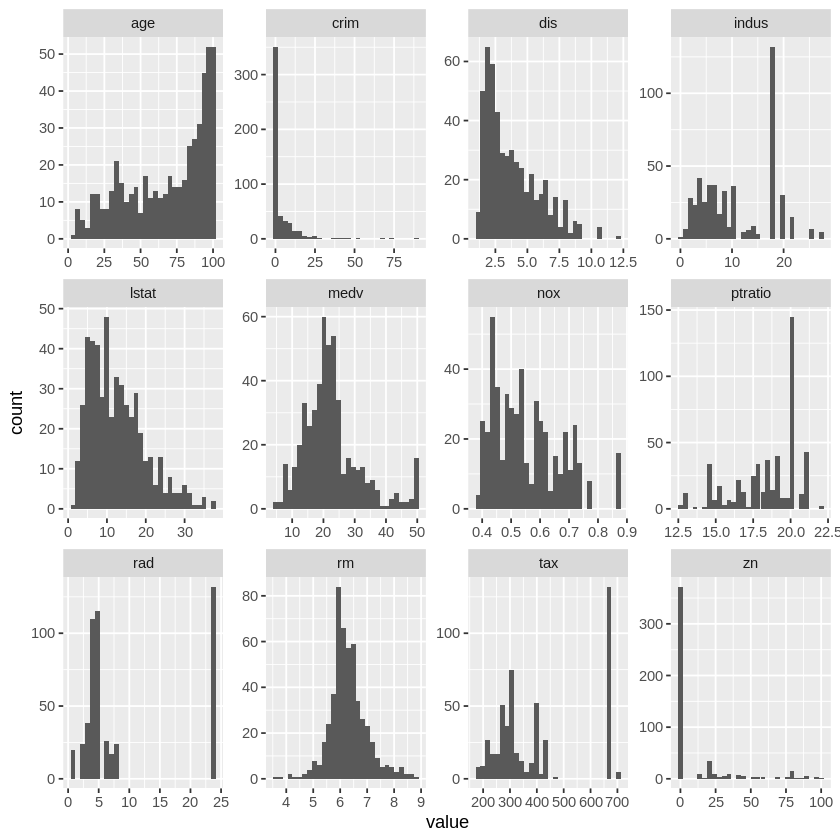 age crim dis indus
50 40 30 20 10 0
300 200 100 0
60 40 20 0
100 50 0
0 25 50 75 100
0 25 50 75
2.5 5.0 7.5 10.0 12.5
0 10 20
lstat medv nox ptratio
50 40 30 20 10 0
60 40 20 0
40 20 0
150 100 50 0
0 10 20 30
10 20 30 40 50
0.4 0.5 0.6 0.7 0.8 0.9
12.5 15.0 17.5 20.0 22.5
rad rm tax zn
100 50 0
80 60 40 20 0
100 50 0
300 200 100 0
0 5 10 15 20 25
4 5 6 7 8 9
200 300 400 500 600 700
0 25 50 75 100
count
value